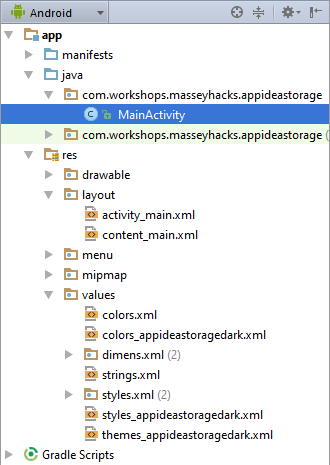 Android
app
manifests
java
com.workshops.masseyhacks.appideastorage
C MainActivity
com.workshops.masseyhacks.appideastorage (
res
drawable
layout
activity_main.xml
content_main.xml
menu
mipmap
values
colors.xml
colors_appideastoragedark.xml
dimens.xml (2)
strings.xml
styles.xml (2)
styles_appideastoragedark.xml
themes_appideastoragedark.xml
Gradle Scripts